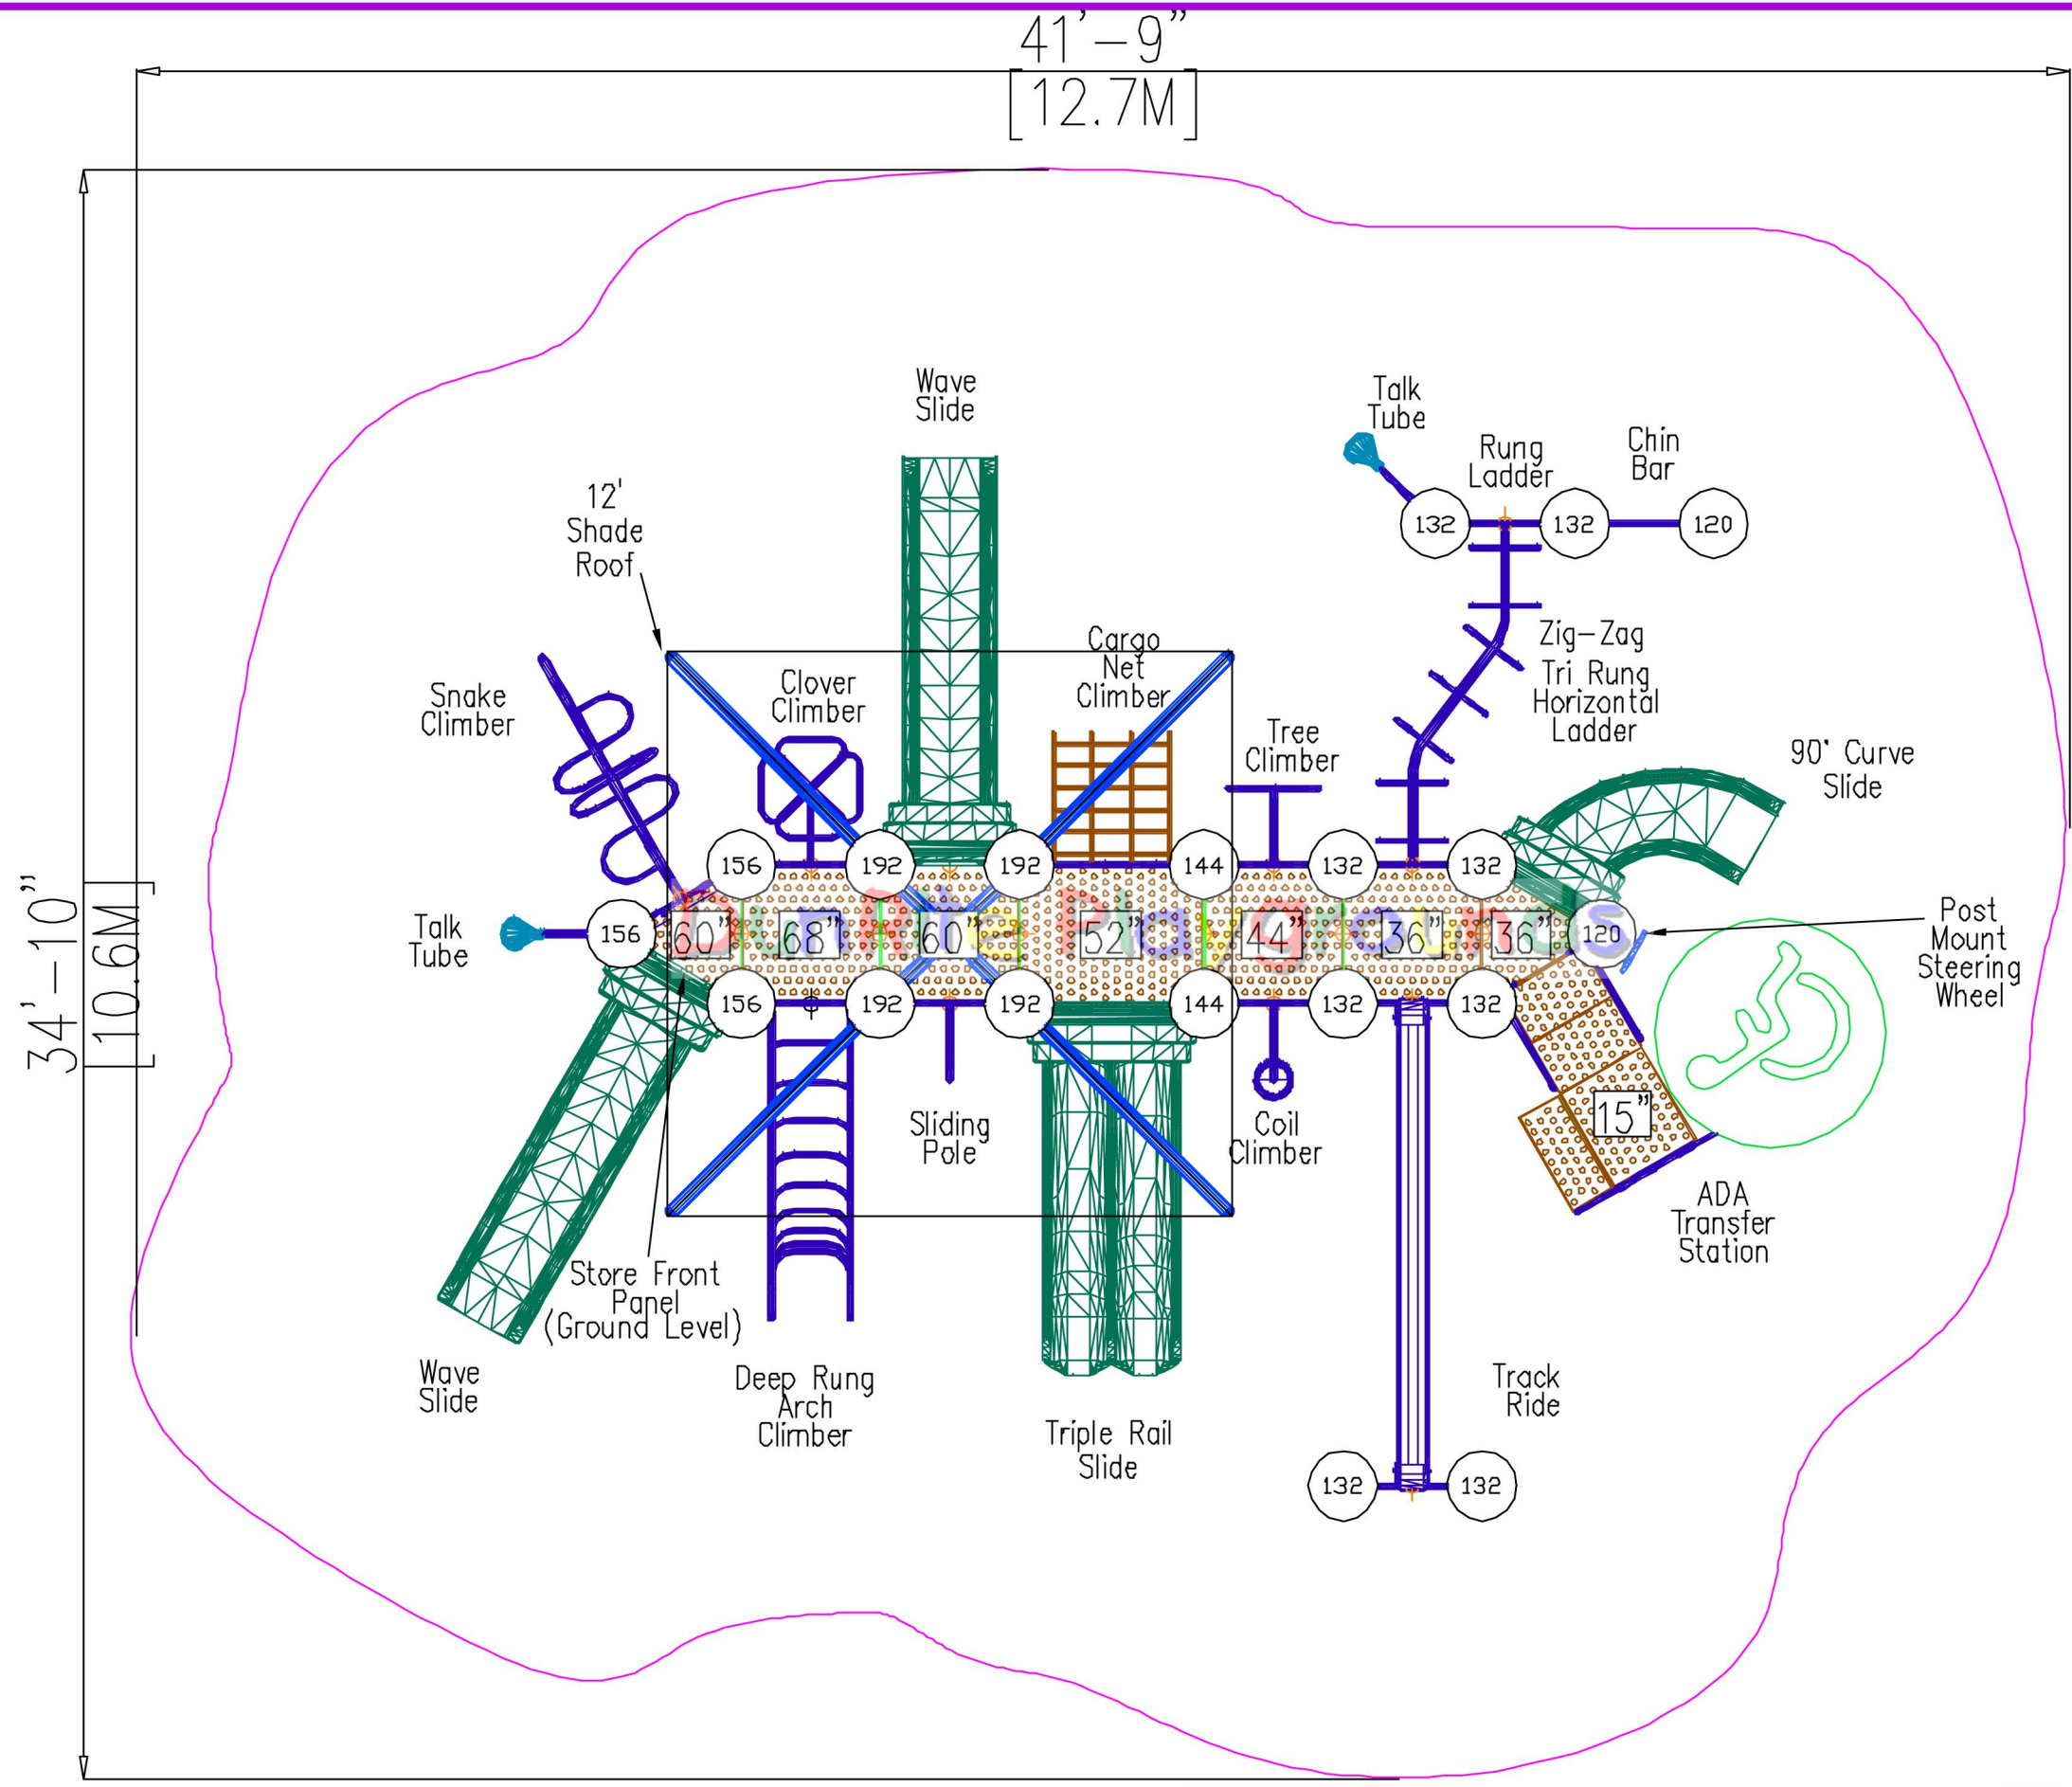 41'-9"
[12.7M]
34'-10"
[10.6M]
Wave
Slide
Talk
Tube
Rung
Ladder
Chin
Bar
132
132
120
12'
Shade
Roof
Zig-Zag
Tri Rung
Horizontal
Ladder
Cargo
Net
Climber
Clover
Climber
Snake
Climber
Tree
Climber
90° Curve
Slide
156
192
192
144
132
132
Talk
Tube
156
60"
68"
60"
52"
44"
36"
36"
120
DunRite Playgrounds
Post
Mount
Steering
Wheel
156
192
192
144
132
132
Sliding
Pole
Coil
Climber
15"
ADA
Transfer
Station
Store Front
Panel
(Ground Level)
Wave
Slide
Deep Rung
Arch
Climber
Triple Rail
Slide
Track
Ride
132
132